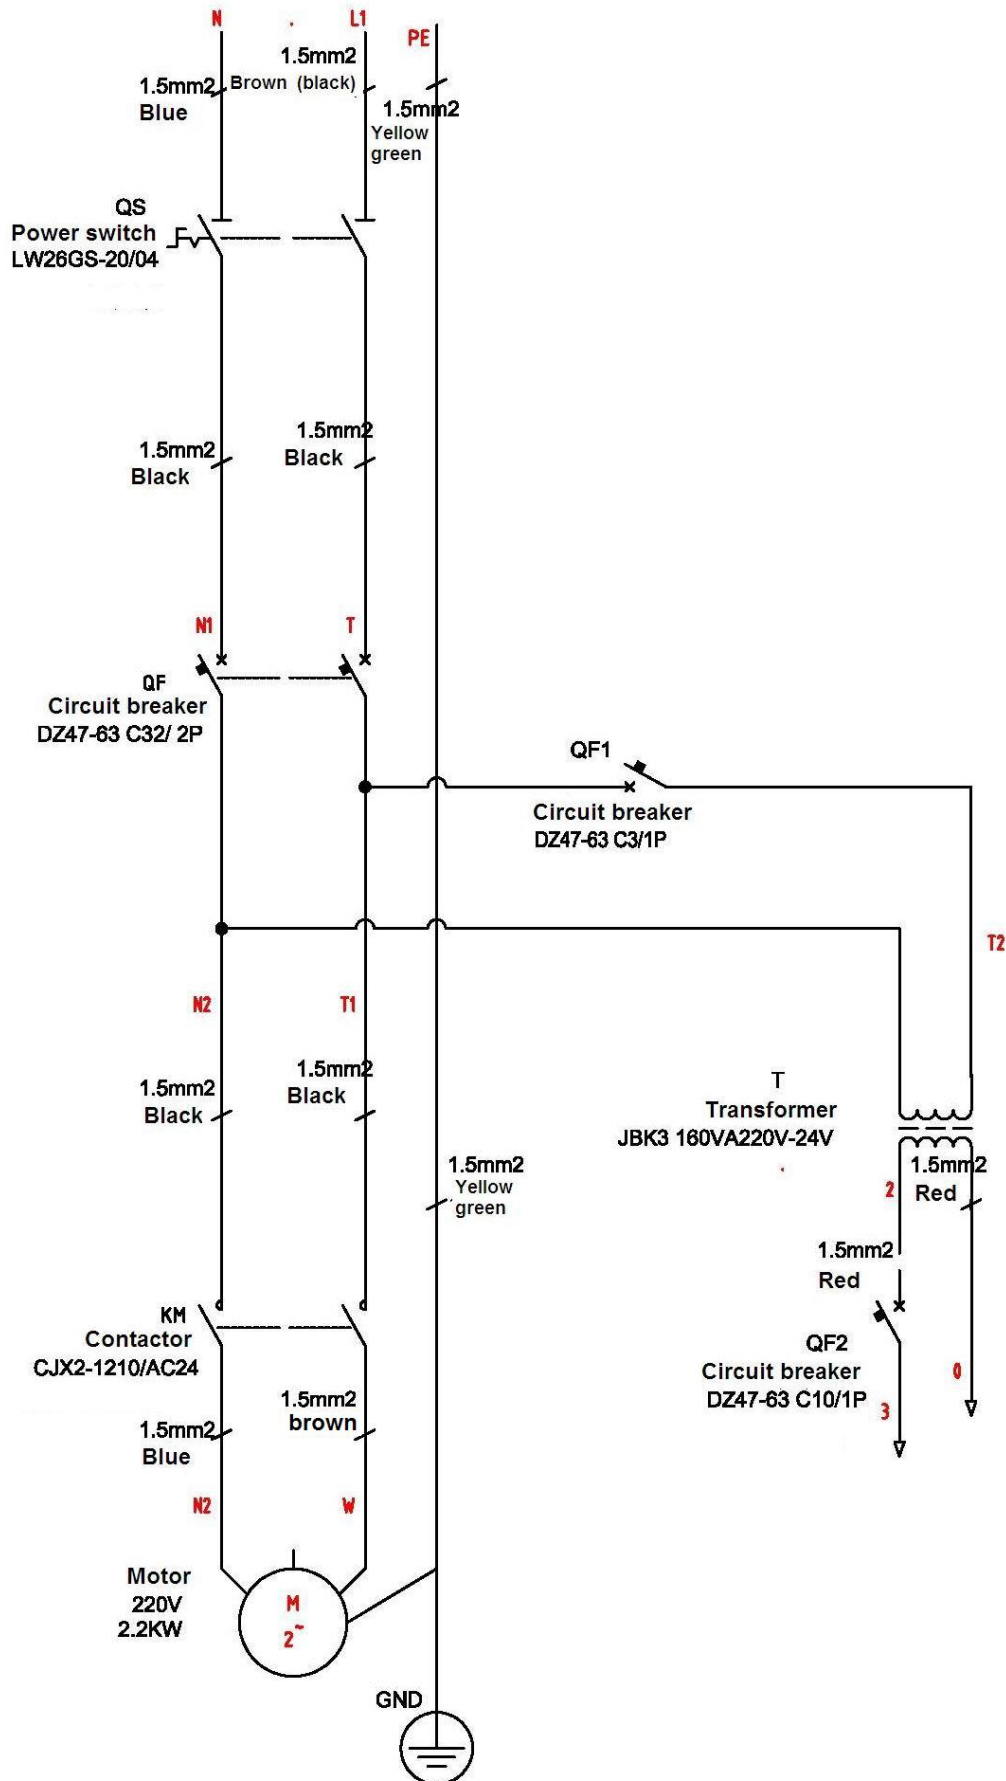 N
L1
PE
1.5mm2
Brown (black)
1.5mm2
Blue
1.5mm2
Yellow
green
QS
Power switch
LW26GS-20/04
1.5mm2
Black
1.5mm2
Black
N1
T
QF
Circuit breaker
DZ47-63 C32/ 2P
QF1
Circuit breaker
DZ47-63 C3/1P
T2
N2
T1
1.5mm2
Black
1.5mm2
Black
T
Transformer
JBK3 160VA220V-24V
1.5mm2
Yellow
green
1.5mm2
Red
2
1.5mm2
Red
KM
Contactor
CJX2-1210/AC24
QF2
Circuit breaker
DZ47-63 C10/1P
0
3
1.5mm2
brown
1.5mm2
Blue
N2
W
Motor
220V
2.2KW
M
2~
GND